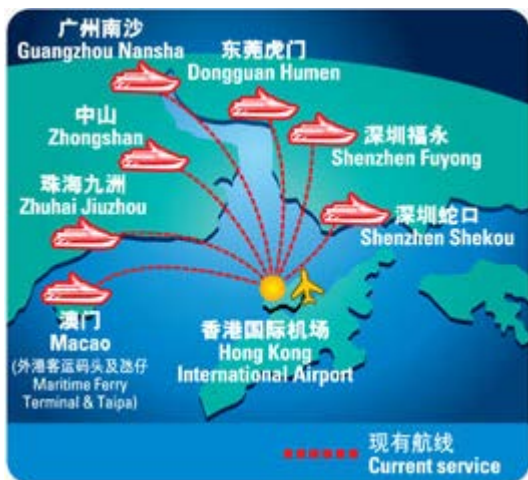 广州南沙
Guangzhou Nansha
东莞虎门
Dongguan Humen
中山
Zhongshan
深圳福永
Shenzhen Fuyong
珠海九洲
Zhuhai Jiuzhou
深圳蛇口
Shenzhen Shekou
澳门
Macao
(外港客运码头及氹仔
Maritime Ferry
Terminal & Taipa)
香港国际机场
Hong Kong
International Airport
现有航线
Current service